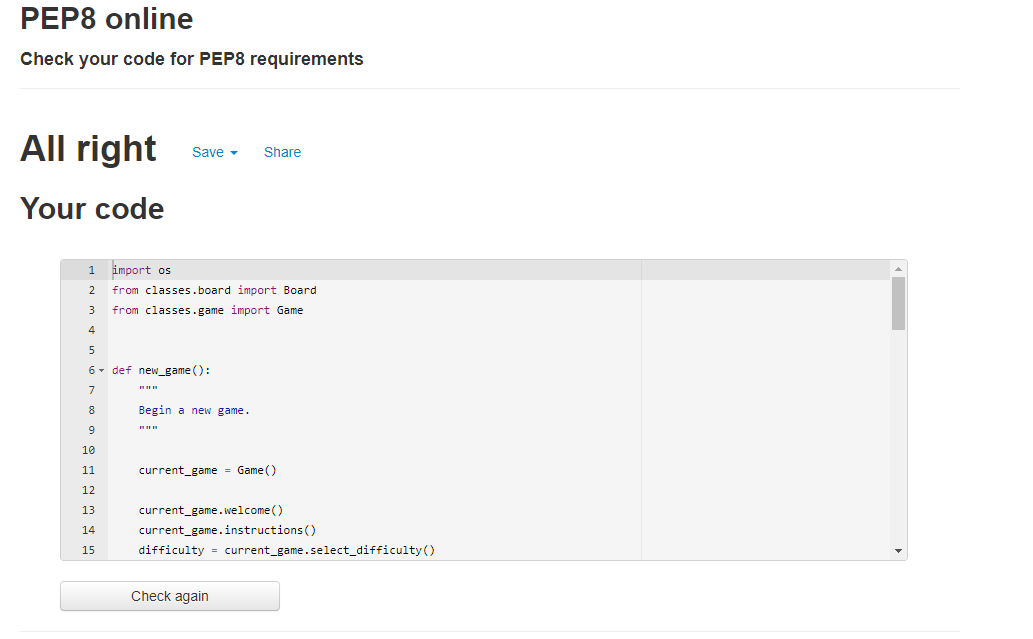 PEP8 online
Check your code for PEP8 requirements
All right Save Share
Your code
1 import os
2 from classes.board import Board
3 from classes.game import Game
4
5
6 def new_game():
7     """
8     Begin a new game.
9     """
10
11     current_game = Game()
12
13     current_game.welcome()
14     current_game.instructions()
15     difficulty = current_game.select_difficulty()
Check again